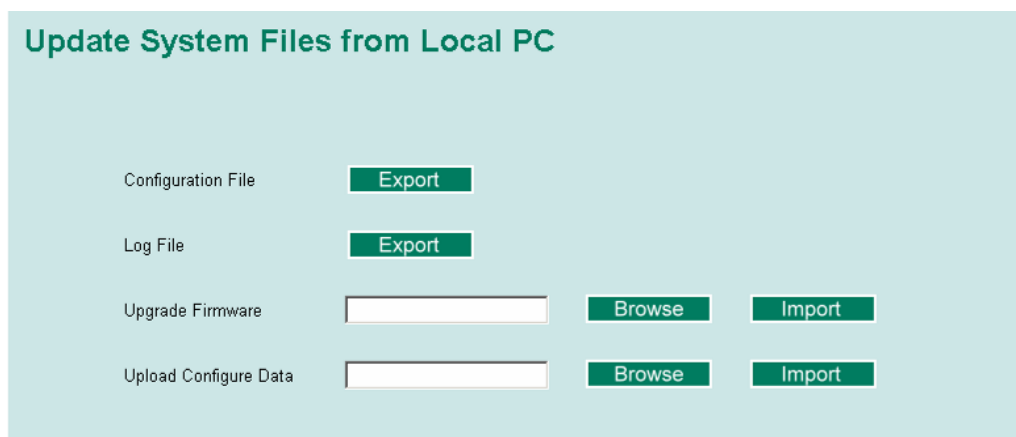 Update System Files from Local PC
Configuration File Export
Log File Export
Upgrade Firmware Browse Import
Upload Configure Data Browse Import